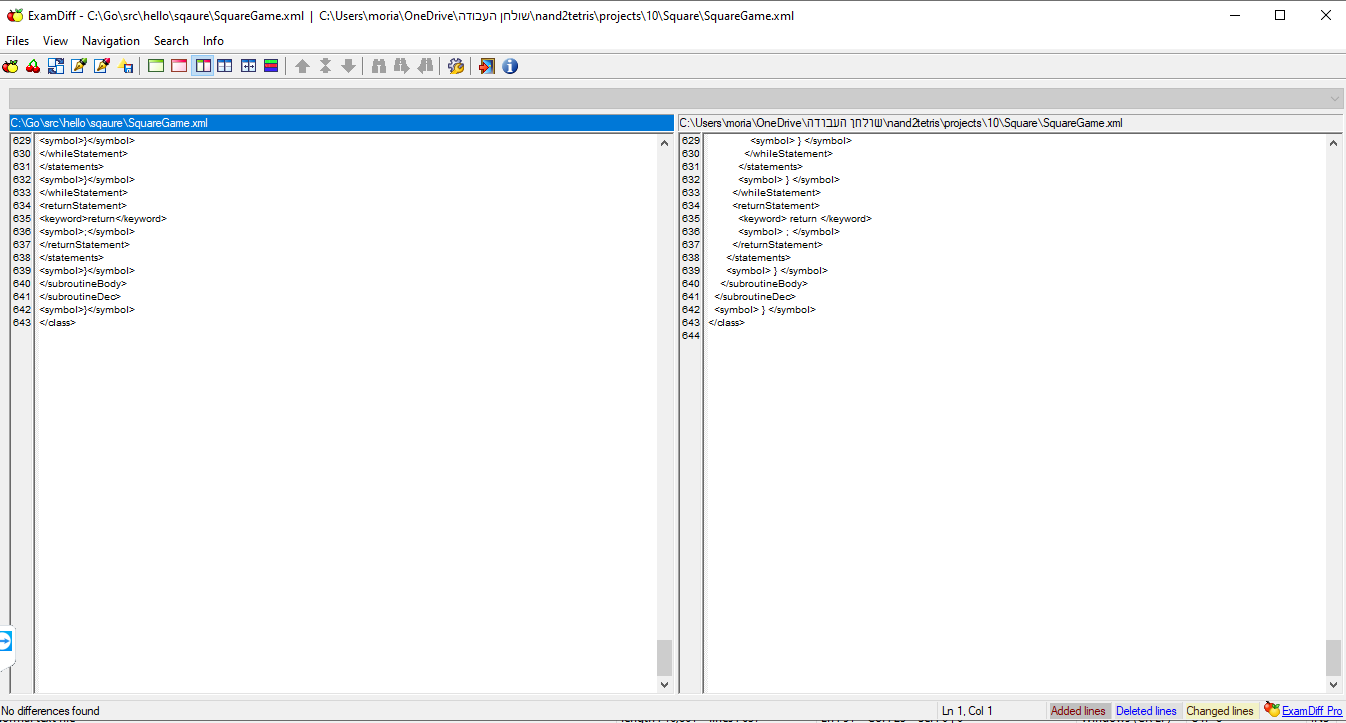 ExamDiff - C:\Go\src\hello\sqaure\SquareGame.xml | C:\Users\moria\OneDrive\שולחן העבודה\nand2tetris\projects\10\Square\SquareGame.xml
Files View Navigation Search Info
C:\Go\src\hello\sqaure\SquareGame.xml
629 <symbol>}</symbol>
630 </whileStatement>
631 </statements>
632 <symbol>}</symbol>
633 </whileStatement>
634 <returnStatement>
635 <keyword>return</keyword>
636 <symbol>;</symbol>
637 </returnStatement>
638 </statements>
639 <symbol>}</symbol>
640 </subroutineBody>
641 </subroutineDec>
642 <symbol>}</symbol>
643 </class>
C:\Users\moria\OneDrive\שולחן העבודה\nand2tetris\projects\10\Square\SquareGame.xml
629 <symbol> } </symbol>
630 </whileStatement>
631 </statements>
632 <symbol> } </symbol>
633 </whileStatement>
634 <returnStatement>
635 <keyword> return </keyword>
636 <symbol> ; </symbol>
637 </returnStatement>
638 </statements>
639 <symbol> } </symbol>
640 </subroutineBody>
641 </subroutineDec>
642 <symbol> } </symbol>
643 </class>
644
No differences found Ln 1, Col 1 Added lines Deleted lines Changed lines ExamDiff Pro